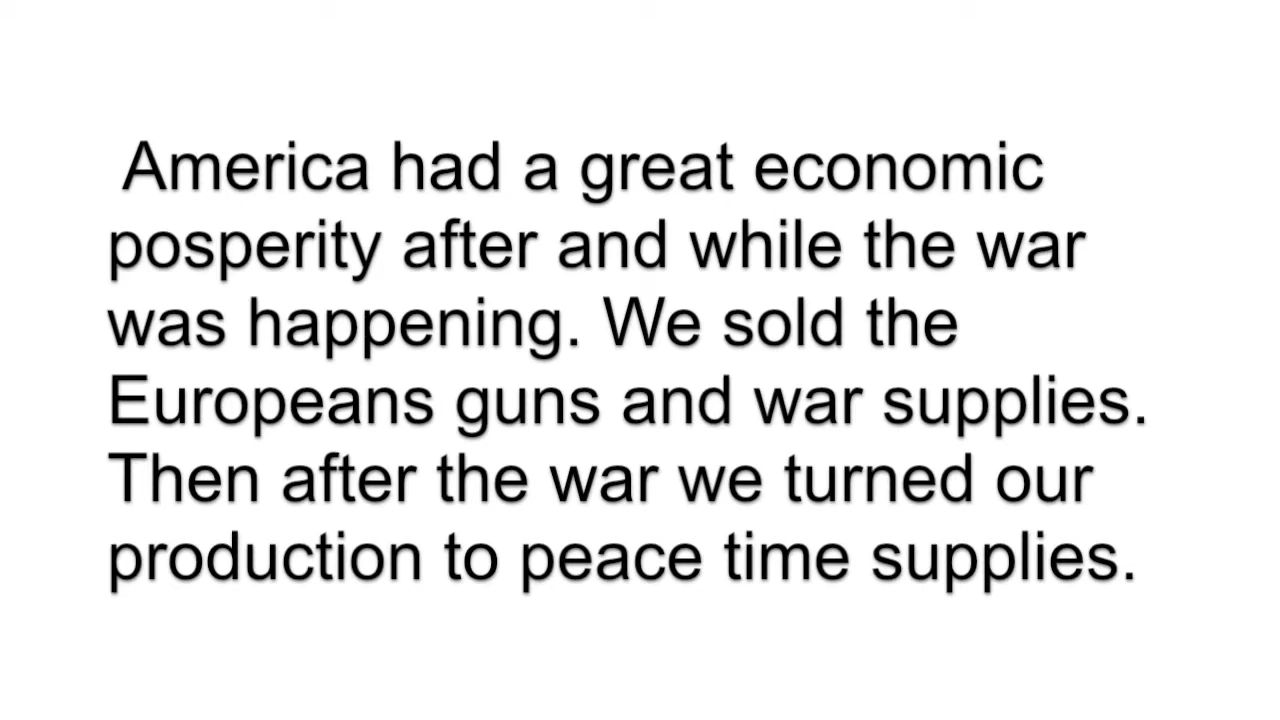 America had a great economic
posperity after and while the war
was happening. We sold the
Europeans guns and war supplies.
Then after the war we turned our
production to peace time supplies.